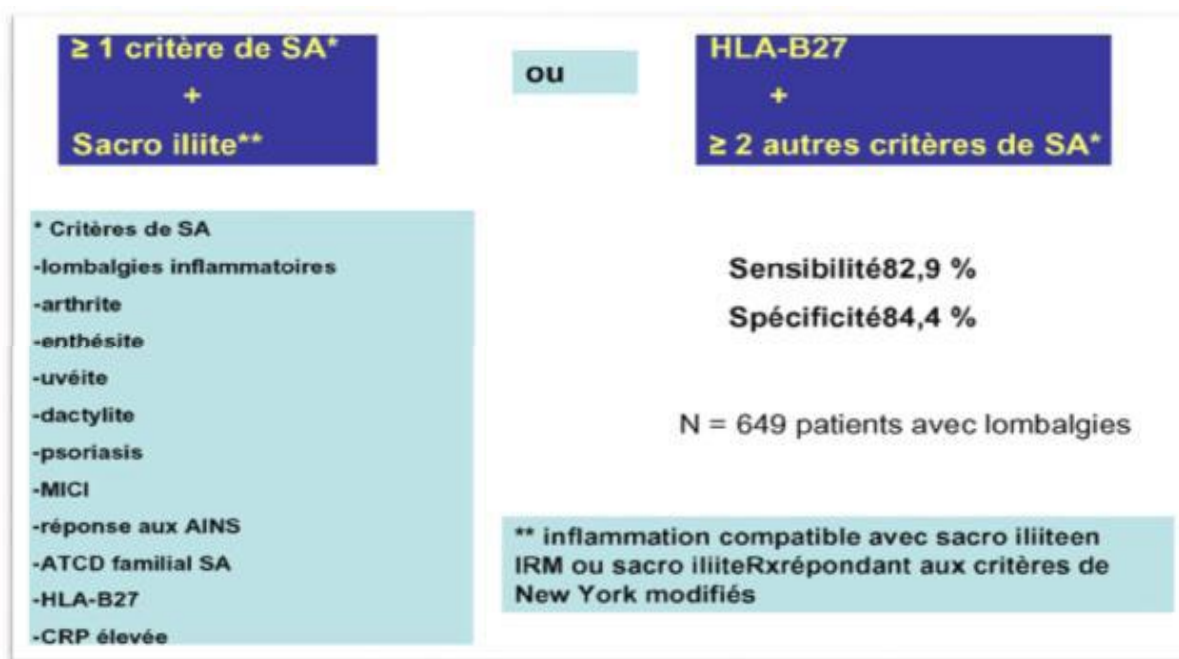 ≥ 1 critère de SA*
+
Sacro iliite**
ou
HLA-B27
+
≥ 2 autres critères de SA*
* Critères de SA
-lombalgies inflammatoires
-arthrite
-enthésite
-uvéite
-dactylite
-psoriasis
-MICI
-réponse aux AINS
-ATCD familial SA
-HLA-B27
-CRP élevée
Sensibilité82,9 %
Spécificité84,4 %
N = 649 patients avec lombalgies
** inflammation compatible avec sacro iliiteen
IRM ou sacro iliiteRxrépondant aux critères de
New York modifiés